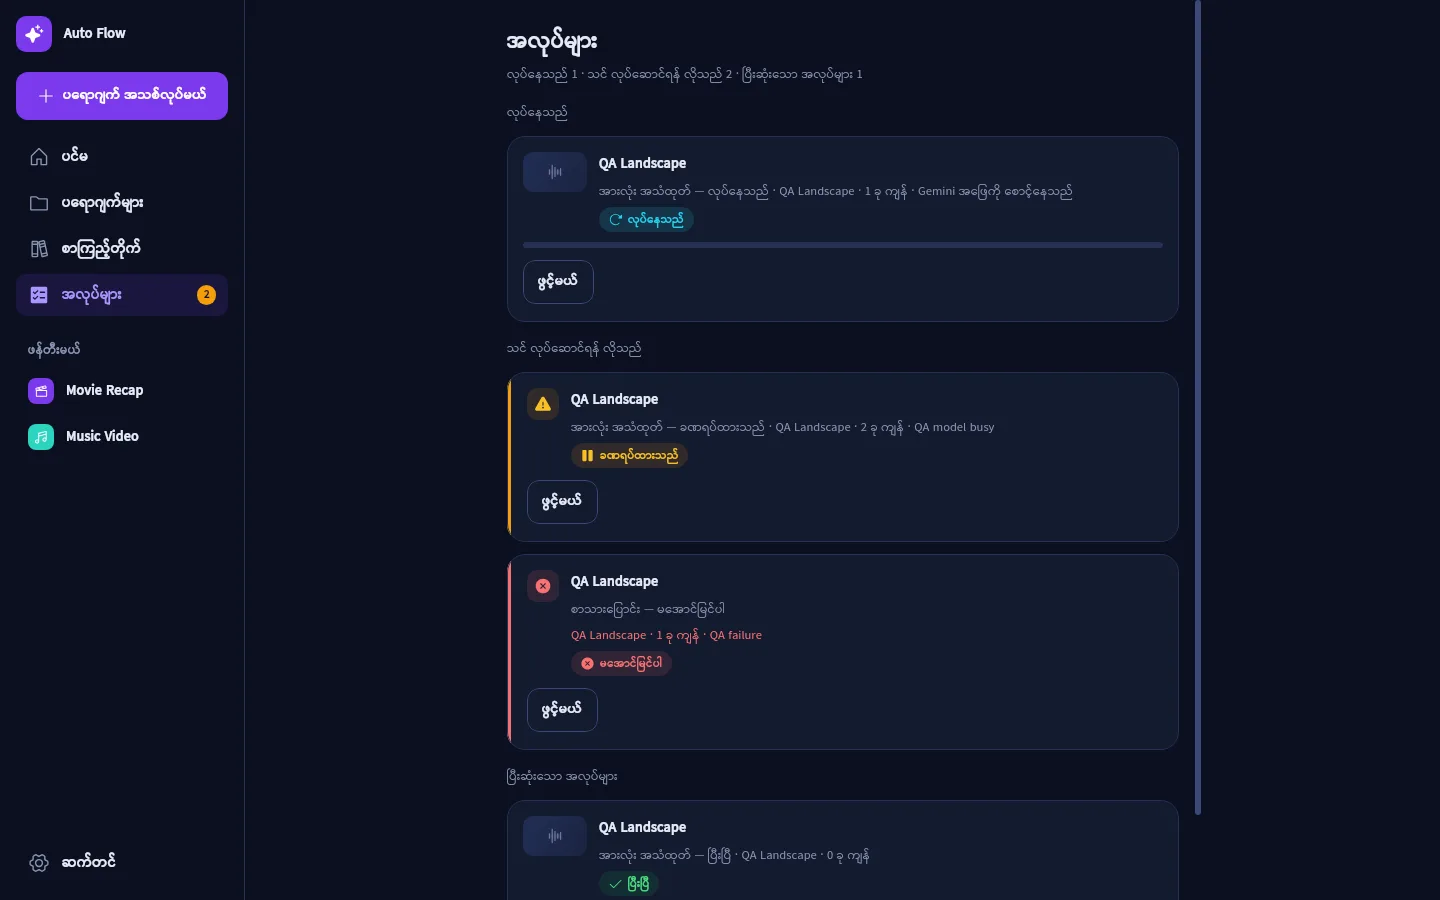 Auto Flow
ပရောဂျက် အသစ်လုပ်မယ်
ပင်မ
ပရောဂျက်များ
စာကြည့်တိုက်
အလုပ်များ
2
ဖန်တီးမယ်
Movie Recap
Music Video
ဆက်တင်
အလုပ်များ
လုပ်နေသည် 1 · သင် လုပ်ဆောင်ရန် လိုသည် 2 · ပြီးဆုံးသော အလုပ်များ 1
လုပ်နေသည်
QA Landscape
အားလုံး အသံထုတ် — လုပ်နေသည် · QA Landscape · 1 ခု ကျန် · Gemini အဖြေကို စောင့်နေသည်
လုပ်နေသည်
ဖွင့်မယ်
သင် လုပ်ဆောင်ရန် လိုသည်
QA Landscape
အားလုံး အသံထုတ် — ခဏရပ်ထားသည် · QA Landscape · 2 ခု ကျန် · QA model busy
ခဏရပ်ထားသည်
ဖွင့်မယ်
QA Landscape
စာသားပြောင်း — မအောင်မြင်ပါ
QA Landscape · 1 ခု ကျန် · QA failure
မအောင်မြင်ပါ
ဖွင့်မယ်
ပြီးဆုံးသော အလုပ်များ
QA Landscape
အားလုံး အသံထုတ် — ပြီးပြီ · QA Landscape · 0 ခု ကျန်
ပြီးပြီ